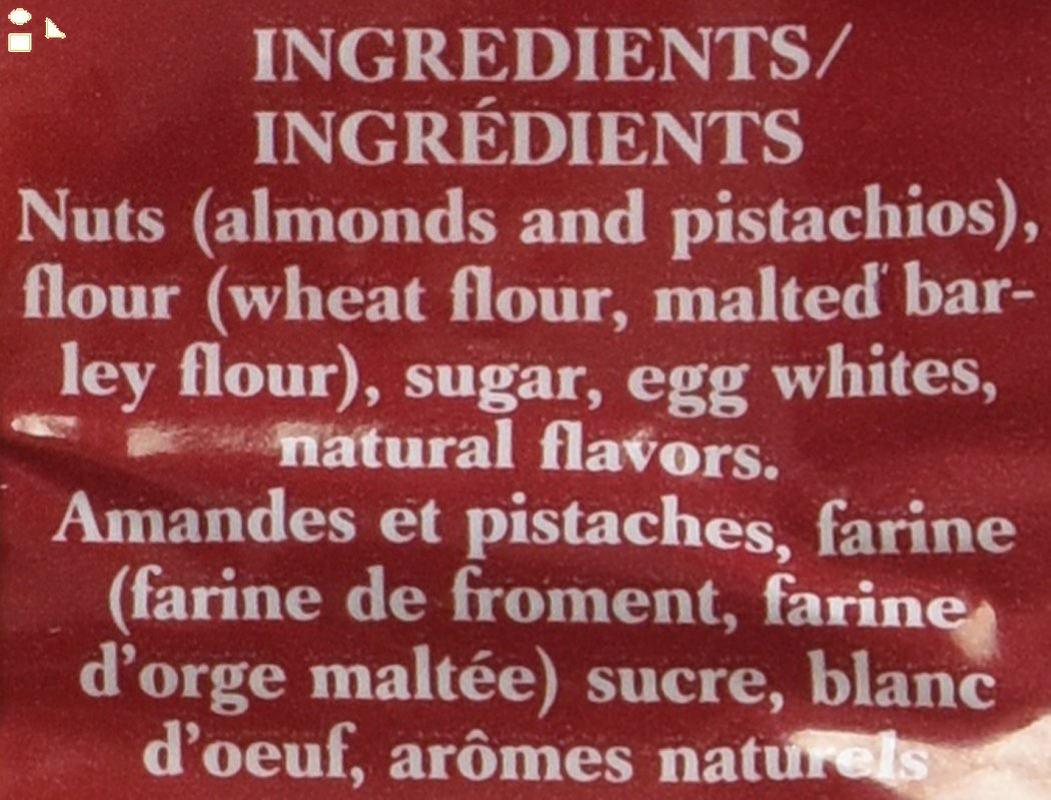 INGREDIENTS/
INGRÉDIENTS
Nuts (almonds and pistachios),
flour (wheat flour, malted bar-
ley flour), sugar, egg whites,
natural flavors.
Amandes et pistaches, farine
(farine de froment, farine
d’orge maltée) sucre, blanc
d’oeuf, arômes naturels